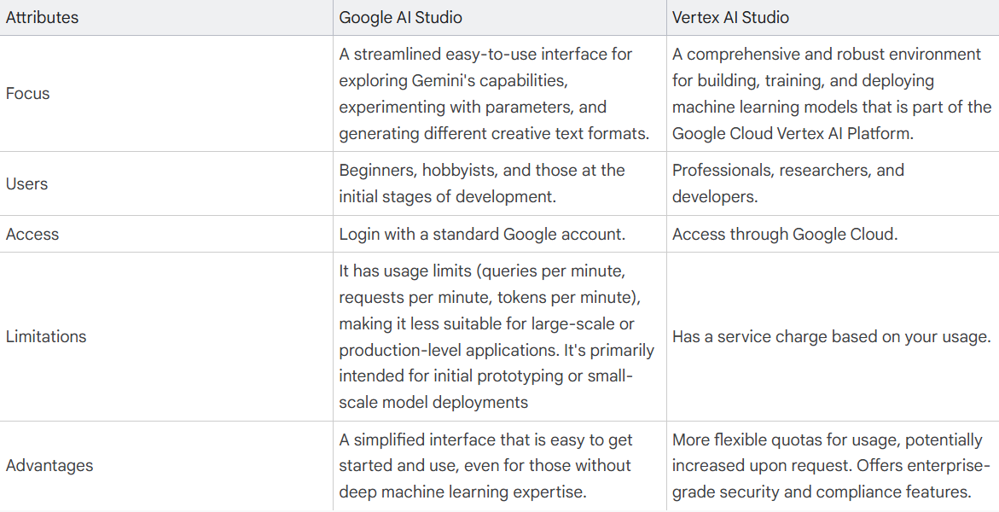 Attributes
Google AI Studio
Vertex AI Studio
Focus
A streamlined easy-to-use interface for
exploring Gemini's capabilities,
experimenting with parameters, and
generating different creative text formats.
A comprehensive and robust environment
for building, training, and deploying
machine learning models that is part of the
Google Cloud Vertex AI Platform.
Users
Beginners, hobbyists, and those at the
initial stages of development.
Professionals, researchers, and
developers.
Access
Login with a standard Google account.
Access through Google Cloud.
Limitations
It has usage limits (queries per minute,
requests per minute, tokens per minute),
making it less suitable for large-scale or
production-level applications. It's primarily
intended for initial prototyping or small-
scale model deployments
Has a service charge based on your usage.
Advantages
A simplified interface that is easy to get
started and use, even for those without
deep machine learning expertise.
More flexible quotas for usage, potentially
increased upon request. Offers enterprise-
grade security and compliance features.